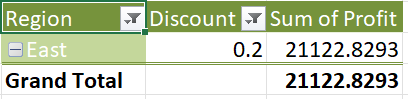 Region Discount Sum of Profit
East 0.2 21122.8293
Grand Total 21122.8293